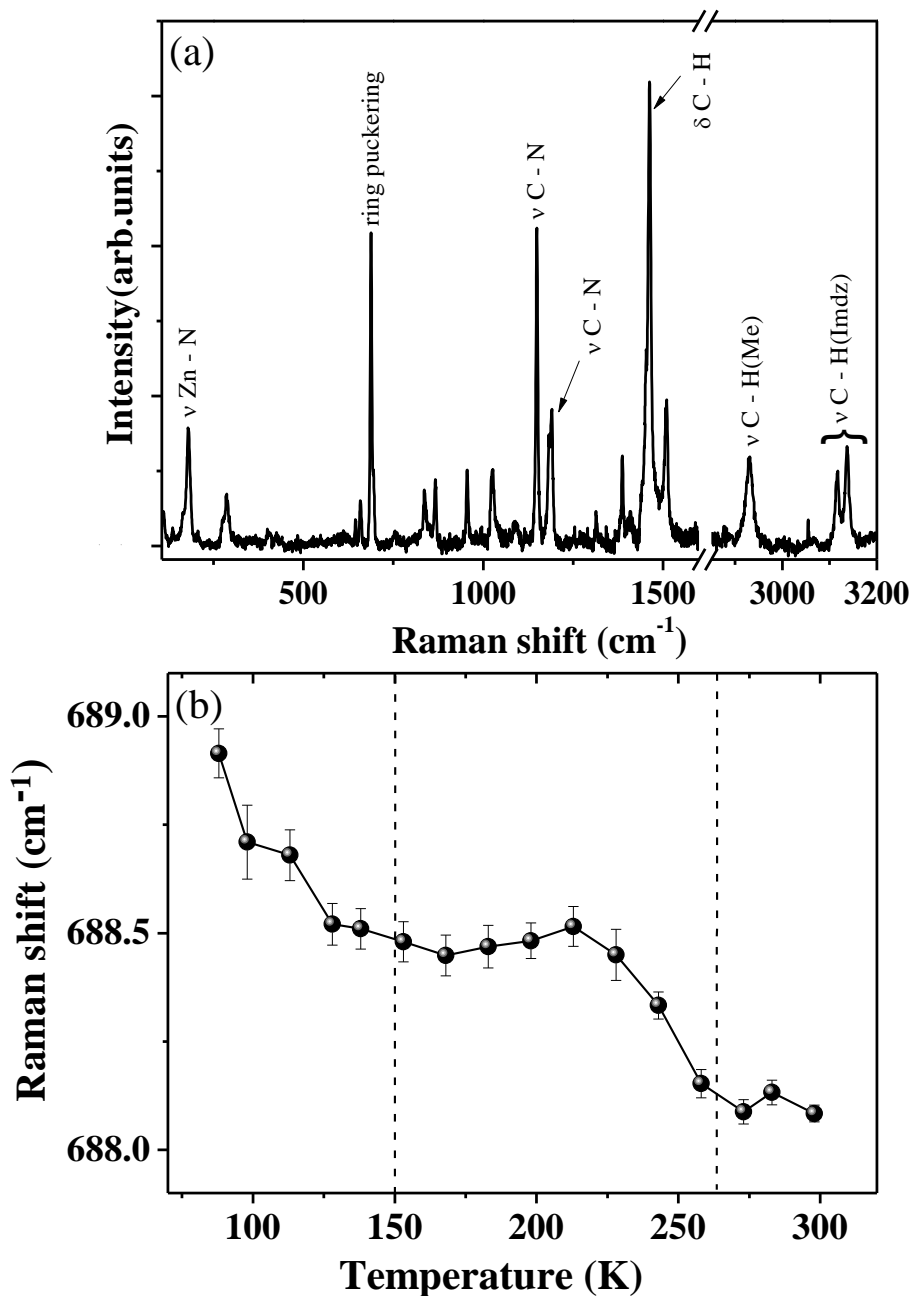 (a)
Intensity(arb.units)
ν Zn - N
ring puckering
ν C - N
ν C - N
δ C - H
ν C - H(Me)
ν C - H(Imdz)
500 1000 1500 3000 3200
Raman shift (cm-1)
(b)
689.0
688.5
688.0
Raman shift (cm-1)
100 150 200 250 300
Temperature (K)